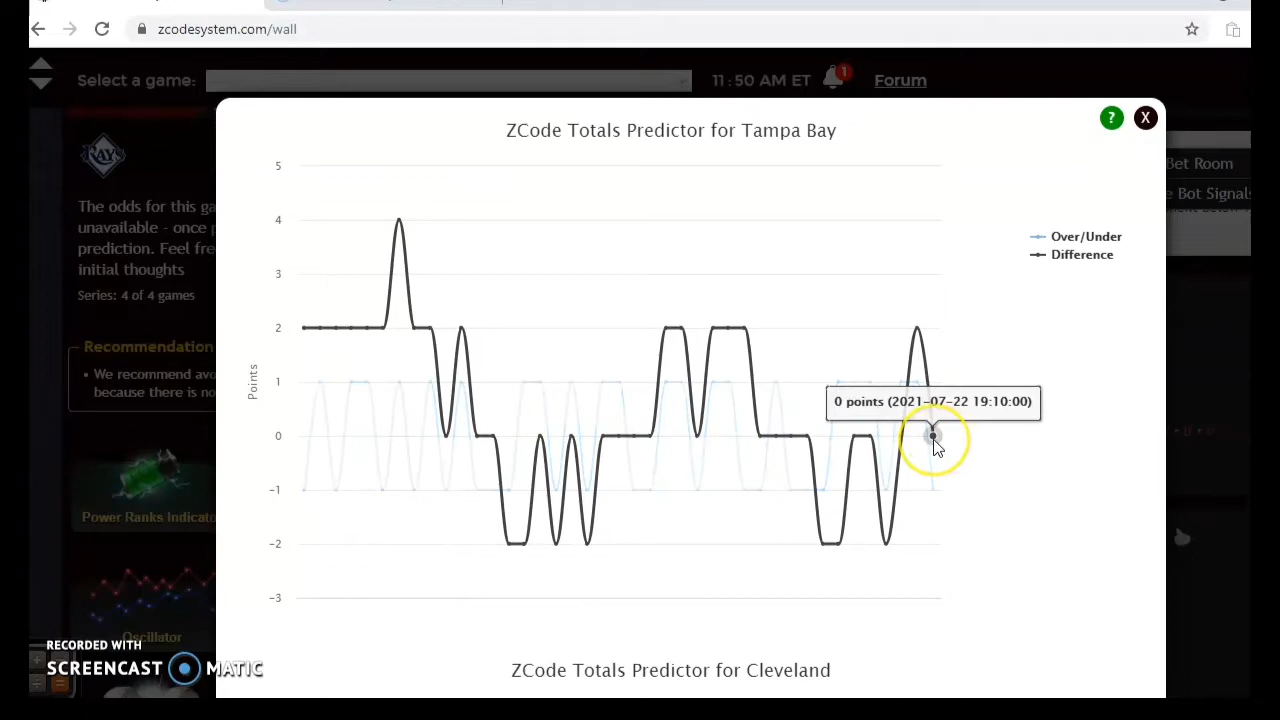 zcodesystem.com/wall
Select a game:
11:50 AM ET
1
Forum
?
X
ZCode Totals Predictor for Tampa Bay
RAYS
Bet Room
Bot Signals
The odds for this ga
unavailable - once
prediction. Feel fre
initial thoughts
Series: 4 of 4 games
Recommendation
• We recommend avo
because there is no
Power Ranks Indicato
Oscillator
5
4
3
2
1
0
-1
-2
-3
Points
Over/Under
Difference
0 points (2021-07-22 19:10:00)
RECORDED WITH
SCREENCAST MATIC
ZCode Totals Predictor for Cleveland